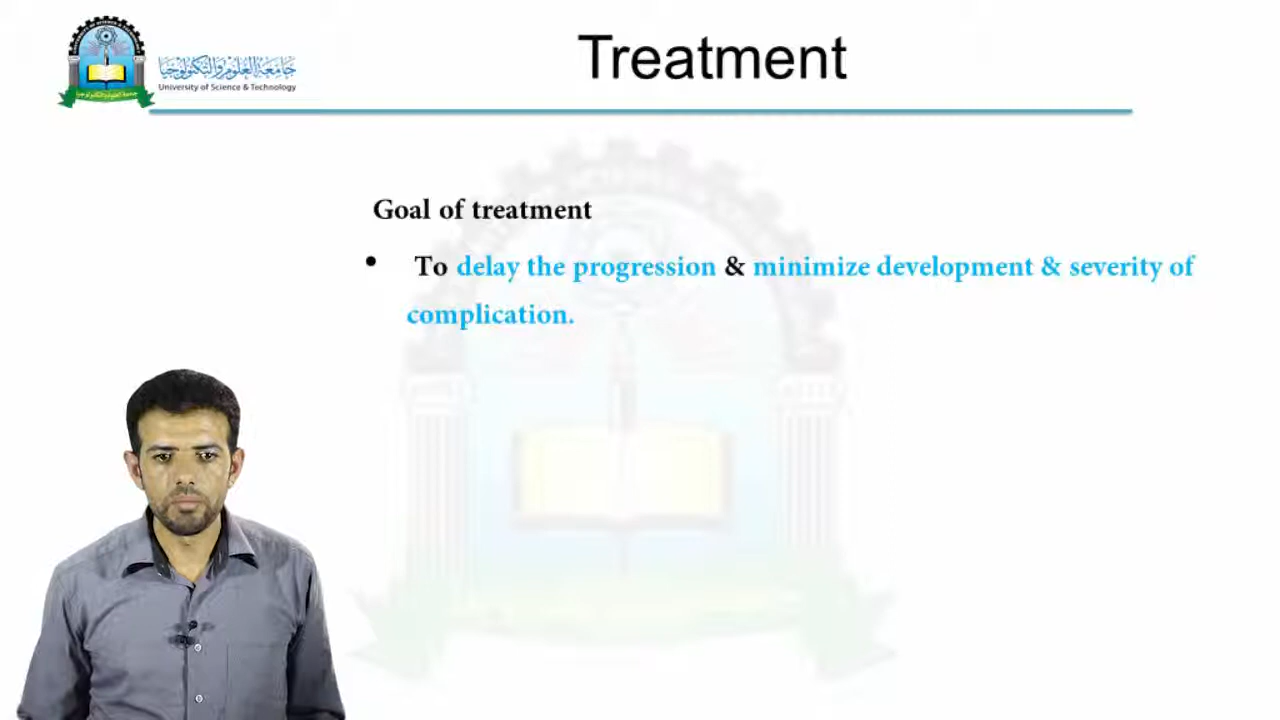 Treatment
جامعة العلوم والتكنولوجيا
University of Science & Technology
Goal of treatment
• To delay the progression & minimize development & severity of
complication.